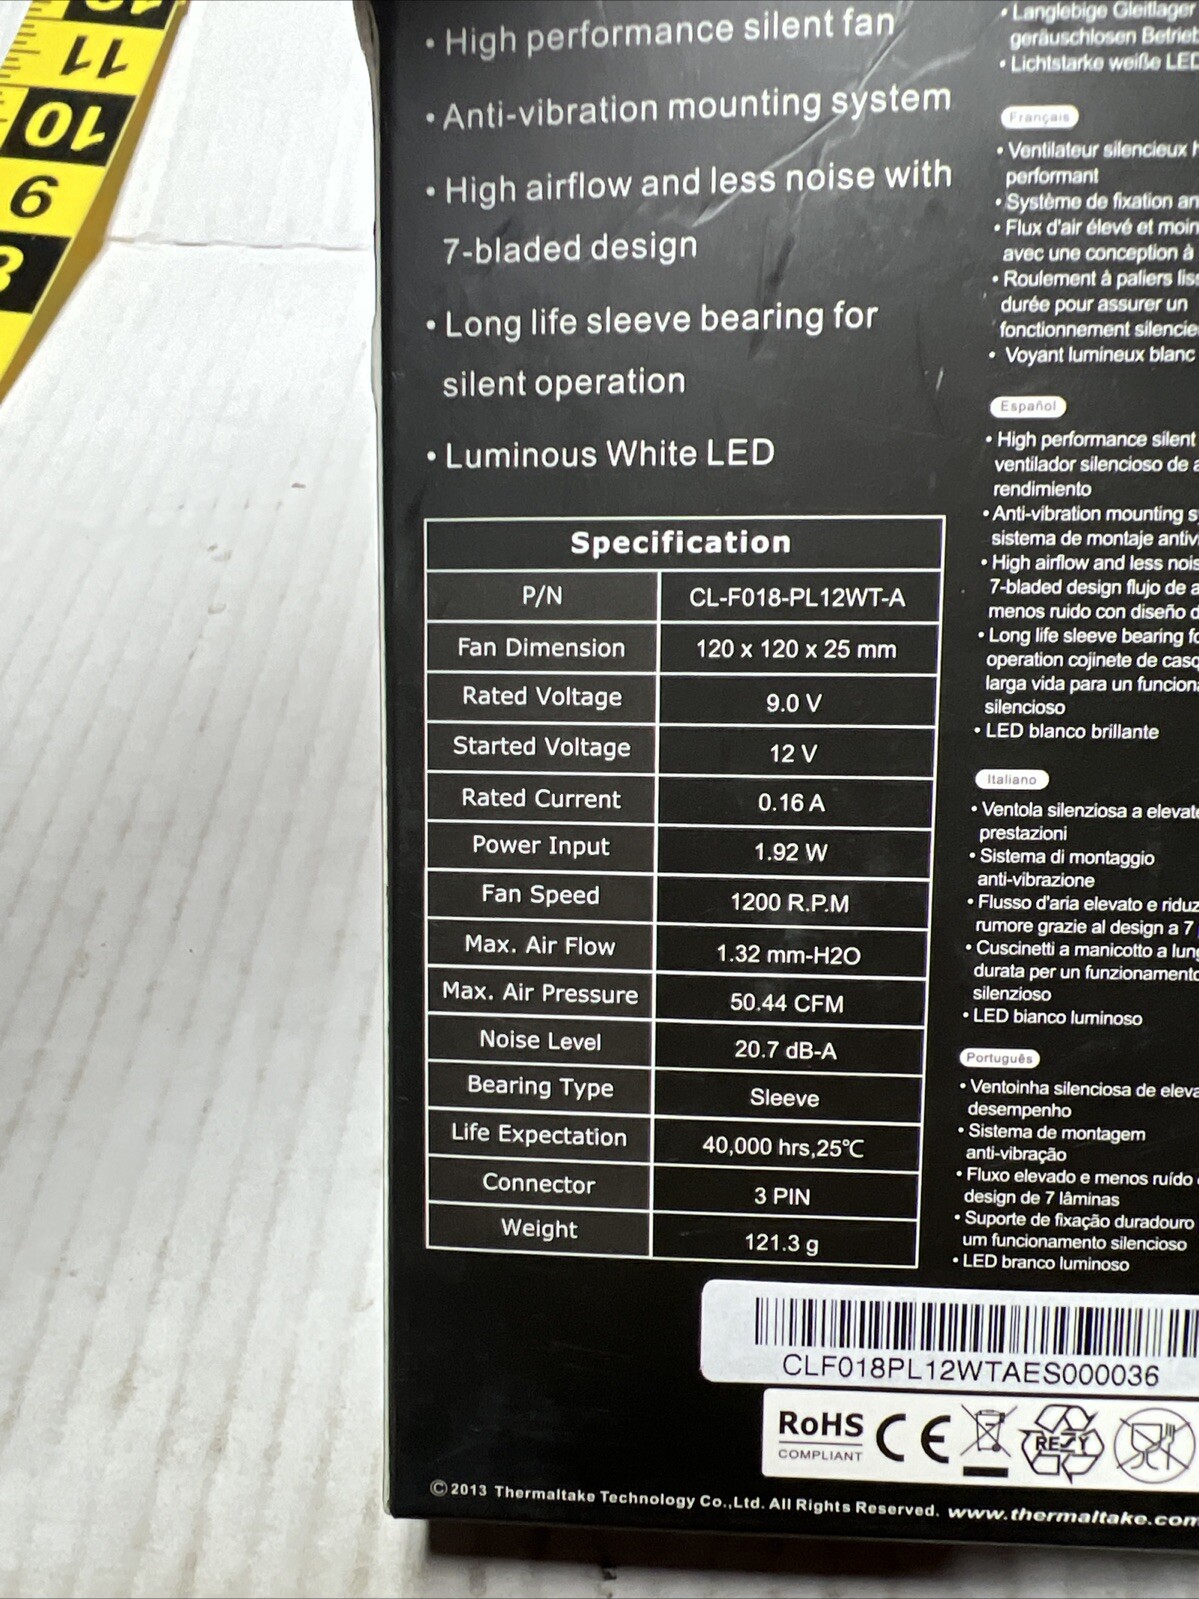 11
10
9
• High performance silent fan
• Anti-vibration mounting system
• High airflow and less noise with
7-bladed design
• Long life sleeve bearing for
silent operation
• Luminous White LED
Specification
P/N CL-F018-PL12WT-A
Fan Dimension 120 x 120 x 25 mm
Rated Voltage 9.0 V
Started Voltage 12 V
Rated Current 0.16 A
Power Input 1.92 W
Fan Speed 1200 R.P.M
Max. Air Flow 1.32 mm-H2O
Max. Air Pressure 50.44 CFM
Noise Level 20.7 dB-A
Bearing Type Sleeve
Life Expectation 40,000 hrs,25℃
Connector 3 PIN
Weight 121.3 g
• Langlebige Gleitlager
geräuschlosen
• Lichtstarke weiße LED
Français
• Ventilateur silencieux
performant
• Système de fixation
• Flux d'air élevé et
avec une conception à
• Roulement à paliers
durée pour assurer un
fonctionnement
• Voyant lumineux blanc
Español
• High performance silent
ventilador silencioso de
rendimiento
• Anti-vibration mounting
sistema de montaje
• High airflow and less
7-bladed design flujo de
menos ruido con diseño
• Long life sleeve bearing
operation cojinete de
larga vida para un
silencioso
• LED blanco brillante
Italiano
• Ventola silenziosa a
prestazioni
• Sistema di montaggio
anti-vibrazione
• Flusso d'aria elevato e
rumore grazie al design a 7
• Cuscinetti a manicotto a
durata per un funzionamento
silenzioso
• LED bianco luminoso
Português
• Ventoinha silenciosa de
desempenho
• Sistema de montagem
anti-vibração
• Fluxo elevado e menos ruído
design de 7 lâminas
• Suporte de fixação duradouro
um funcionamento silencioso
• LED branco luminoso
CLF018PL12WTAES000036
RoHS
COMPLIANT
CE
RESY
©2013 Thermaltake Technology Co.,Ltd. All Rights Reserved. www.thermaltake.com